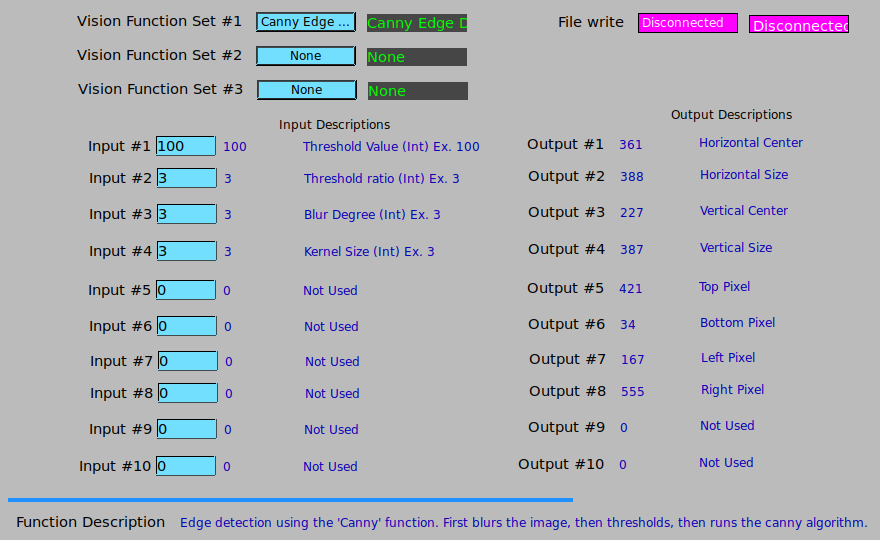 Vision Function Set #1 Canny Edge ... Canny Edge D File write Disconnected Disconnected
Vision Function Set #2 None None
Vision Function Set #3 None None
Input Descriptions Output Descriptions
Input #1 100 100 Threshold Value (Int) Ex. 100 Output #1 361 Horizontal Center
Input #2 3 3 Threshold ratio (Int) Ex. 3 Output #2 388 Horizontal Size
Input #3 3 3 Blur Degree (Int) Ex. 3 Output #3 227 Vertical Center
Input #4 3 3 Kernel Size (Int) Ex. 3 Output #4 387 Vertical Size
Input #5 0 0 Not Used Output #5 421 Top Pixel
Input #6 0 0 Not Used Output #6 34 Bottom Pixel
Input #7 0 0 Not Used Output #7 167 Left Pixel
Input #8 0 0 Not Used Output #8 555 Right Pixel
Input #9 0 0 Not Used Output #9 0 Not Used
Input #10 0 0 Not Used Output #10 0 Not Used
Function Description Edge detection using the 'Canny' function. First blurs the image, then thresholds, then runs the canny algorithm.